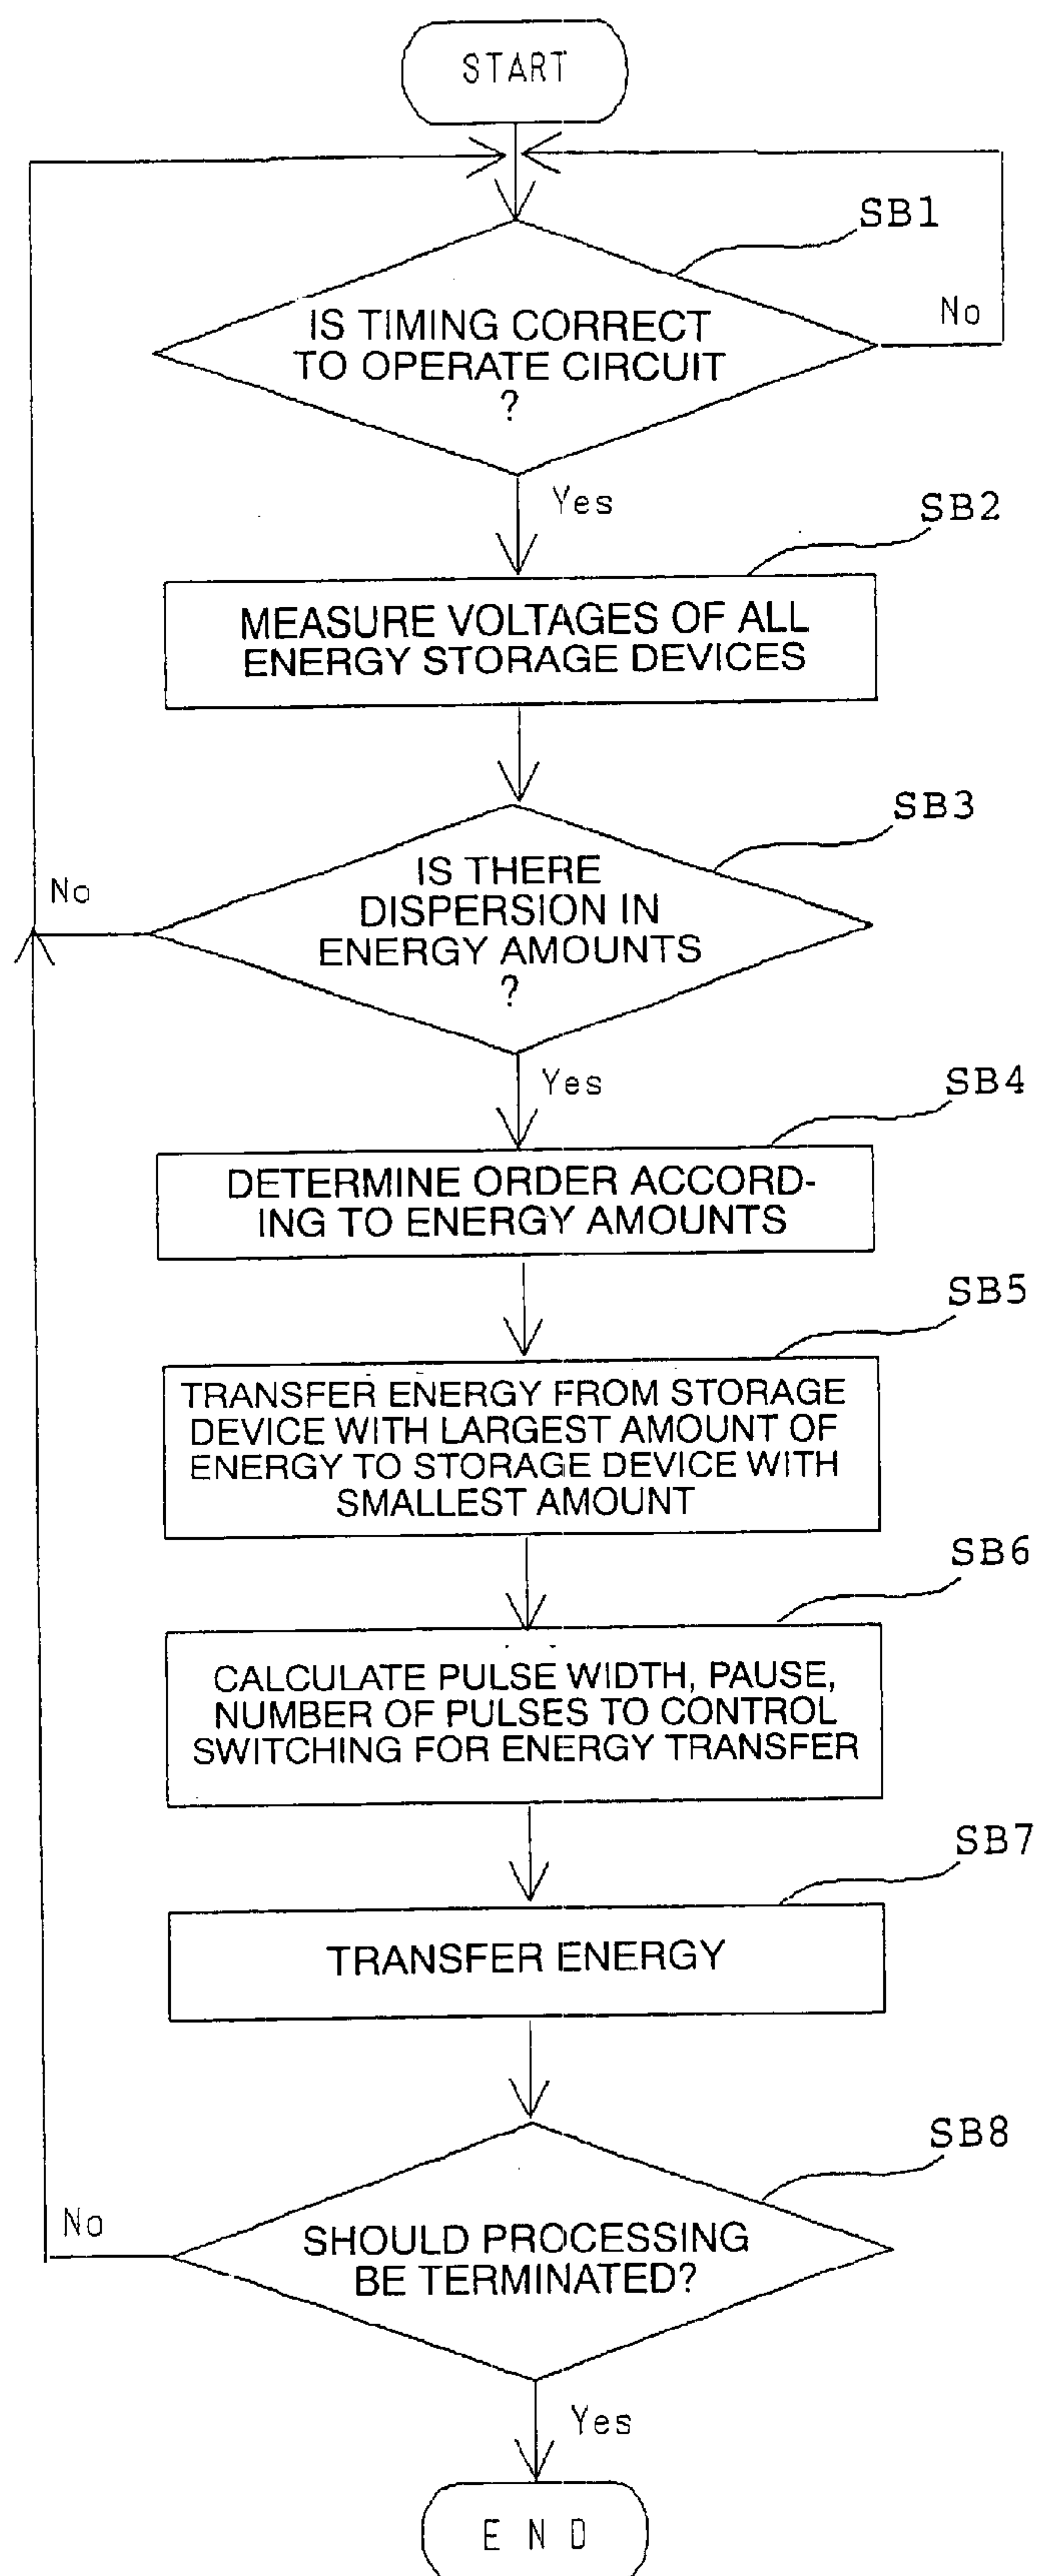 START
SB1
IS TIMING CORRECT
TO OPERATE CIRCUIT
?
No
Yes
SB2
MEASURE VOLTAGES OF ALL
ENERGY STORAGE DEVICES
SB3
IS THERE
DISPERSION IN
ENERGY AMOUNTS
?
No
Yes
SB4
DETERMINE ORDER ACCORD-
ING TO ENERGY AMOUNTS
SB5
TRANSFER ENERGY FROM STORAGE
DEVICE WITH LARGEST AMOUNT OF
ENERGY TO STORAGE DEVICE WITH
SMALLEST AMOUNT
SB6
CALCULATE PULSE WIDTH, PAUSE,
NUMBER OF PULSES TO CONTROL
SWITCHING FOR ENERGY TRANSFER
SB7
TRANSFER ENERGY
SB8
SHOULD PROCESSING
BE TERMINATED?
No
Yes
E N D